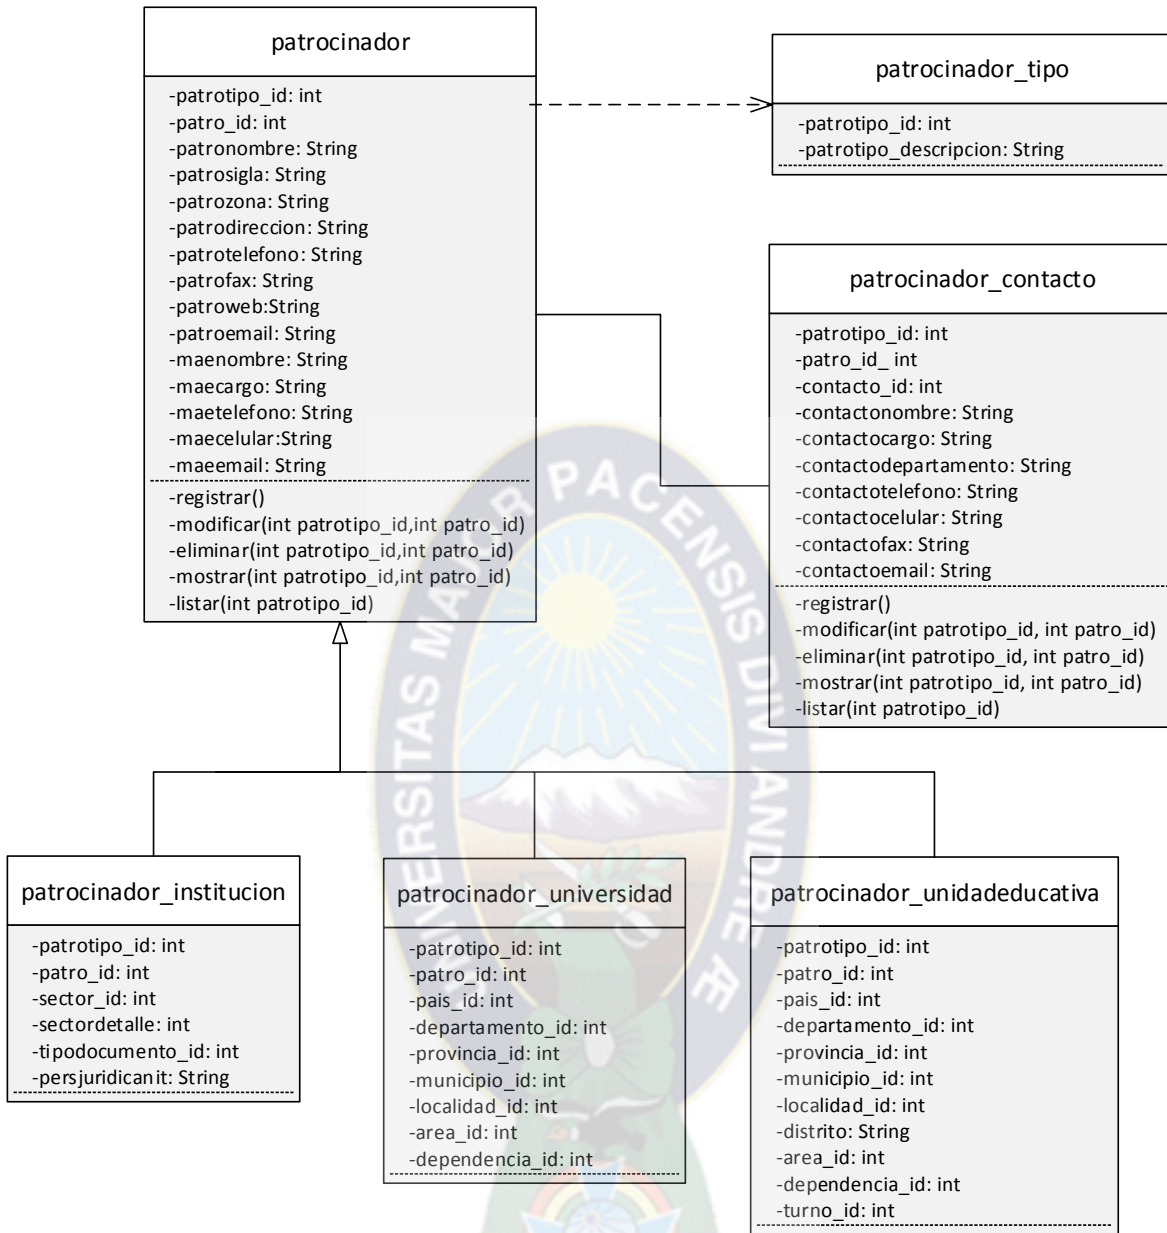 patrocinador
-patrotipo_id: int
-patro_id: int
-patronombre: String
-patrosigla: String
-patrozona: String
-patrodireccion: String
-patrotelefono: String
-patrofax: String
-patroweb:String
-patroemail: String
-maenombre: String
-maecargo: String
-maetelefono: String
-maecelular:String
-maeemail: String
-registrar()
-modificar(int patrotipo_id,int patro_id)
-eliminar(int patrotipo_id,int patro_id)
-mostrar(int patrotipo_id,int patro_id)
-listar(int patrotipo_id)
patrocinador_tipo
-patrotipo_id: int
-patrotipo_descripcion: String
patrocinador_contacto
-patrotipo_id: int
-patro_id_ int
-contacto_id: int
-contactonombre: String
-contactocargo: String
-contactodepartamento: String
-contactotelefono: String
-contactocelular: String
-contactofax: String
-contactoemail: String
-registrar()
-modificar(int patrotipo_id, int patro_id)
-eliminar(int patrotipo_id, int patro_id)
-mostrar(int patrotipo_id, int patro_id)
-listar(int patrotipo_id)
patrocinador_institucion
-patrotipo_id: int
-patro_id: int
-sector_id: int
-sectordetalle: int
-tipodocumento_id: int
-persjuridicanit: String
patrocinador_universidad
-patrotipo_id: int
-patro_id: int
-pais_id: int
-departamento_id: int
-provincia_id: int
-municipio_id: int
-localidad_id: int
-area_id: int
-dependencia_id: int
patrocinador_unidadeducativa
-patrotipo_id: int
-patro_id: int
-pais_id: int
-departamento_id: int
-provincia_id: int
-municipio_id: int
-localidad_id: int
-distrito: String
-area_id: int
-dependencia_id: int
-turno_id: int
UNIVERSITAS MAJOR PACENSIS DIVI ANDRE Æ